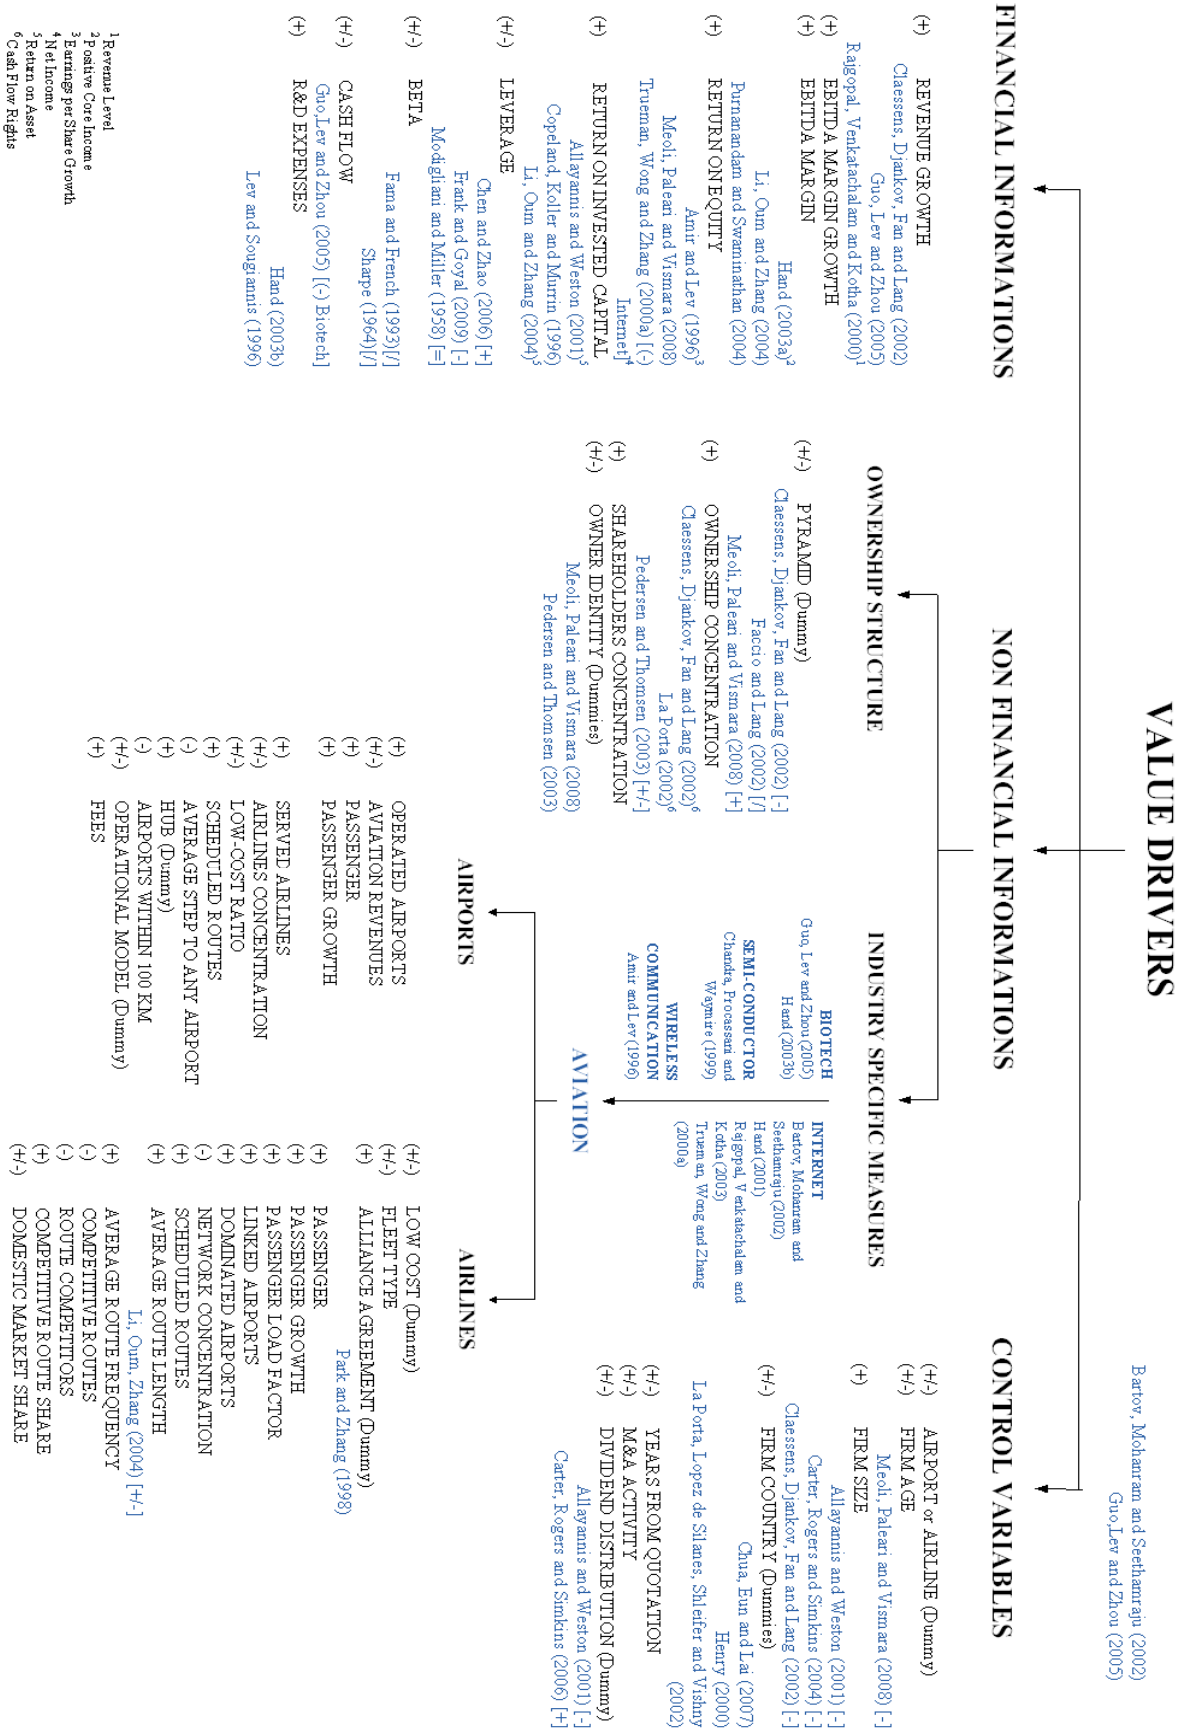 VALUE DRIVERS
Bartov, Mohanram and Seethamraju (2002)
Guo,Lev and Zhou (2005)
FINANCIAL INFORMATIONS
(+) REVENUE GROWTH
Claessens, Djankov, Fan and Lang (2002)
Guo, Lev and Zhou (2005)
Rajgopal, Venkatachalam and Kotha (2000)¹
(+) EBITDA MARGIN GROWTH
(+) EBITDA MARGIN
Hand (2003a)²
Li, Oum and Zhang (2004)
Purnanandam and Swaminathan (2004)
(+) RETURN ON EQUITY
Amir and Lev (1996)³
Meoli, Paleari and Vismara (2008)
Trueman, Wong and Zhang (2000a) [(-)
Internet]⁴
(+) RETURN ON INVESTED CAPITAL
Allayannis and Weston (2001)⁵
Copeland, Koller and Murrin (1996)
Li, Oum and Zhang (2004)⁵
(+/-) LEVERAGE
Chen and Zhao (2006) [+]
Frank and Goyal (2009) [-]
Modigliani and Miller (1958) [=]
(+/-) BETA
Fama and French (1993)[/]
Sharpe (1964)[/]
(+/-) CASH FLOW
Guo,Lev and Zhou (2005) [(-) Biotech]
(+) R&D EXPENSES
Hand (2003b)
Lev and Sougiannis (1996)
¹ Revenue Level
² Positive Core Income
³ Earnings per Share Growth
⁴ Net Income
⁵ Return on Asset
⁶ Cash Flow Rights
NON FINANCIAL INFORMATIONS
OWNERSHIP STRUCTURE
(+/-) PYRAMID (Dummy)
Claessens, Djankov, Fan and Lang (2002) [-]
Faccio and Lang (2002) [/]
Meoli, Paleari and Vismara (2008) [+]
(+) OWNERSHIP CONCENTRATION
Claessens, Djankov, Fan and Lang (2002)⁶
La Porta (2002)⁶
Pedersen and Thomsen (2003) [+/-]
(+) SHAREHOLDERS CONCENTRATION
(+/-) OWNER IDENTITY (Dummies)
Meoli, Paleari and Vismara (2008)
Pedersen and Thomsen (2003)
INDUSTRY SPECIFIC MEASURES
BIOTECH
Guo, Lev and Zhou (2005)
Hand (2003b)
SEMI-CONDUCTOR
Chandra, Procassari and
Waymire (1999)
WIRELESS
COMMUNICATION
Amir and Lev (1996)
INTERNET
Bartov, Mohanram and
Seethamraju (2002)
Hand (2001)
Rajgopal, Venkatachalam and
Kotha (2003)
Trueman, Wong and Zhang
(2000a)
AVIATION
AIRPORTS
(+) OPERATED AIRPORTS
(+/-) AVIATION REVENUES
(+) PASSENGER
(+) PASSENGER GROWTH
(+) SERVED AIRLINES
(+/-) AIRLINES CONCENTRATION
(+/-) LOW-COST RATIO
(+) SCHEDULED ROUTES
(-) AVERAGE STEP TO ANY AIRPORT
(+) HUB (Dummy)
(-) AIRPORTS WITHIN 100 KM
(+/-) OPERATIONAL MODEL (Dummy)
(+) FEES
AIRLINES
(+/-) LOW COST (Dummy)
(+/-) FLEET TYPE
(+) ALLIANCE AGREEMENT (Dummy)
Park and Zhang (1998)
(+) PASSENGER
(+) PASSENGER GROWTH
(+) PASSENGER LOAD FACTOR
(+) LINKED AIRPORTS
(+) DOMINATED AIRPORTS
(-) NETWORK CONCENTRATION
(+) SCHEDULED ROUTES
(+) AVERAGE ROUTE LENGTH
Li, Oum, Zhang (2004) [+/-]
(+) AVERAGE ROUTE FREQUENCY
(-) COMPETITIVE ROUTES
(-) ROUTE COMPETITORS
(+) COMPETITIVE ROUTE SHARE
(+/-) DOMESTIC MARKET SHARE
CONTROL VARIABLES
(+/-) AIRPORT or AIRLINE (Dummy)
(+/-) FIRM AGE
Meoli, Paleari and Vismara (2008) [-]
(+) FIRM SIZE
Allayannis and Weston (2001) [-]
Carter, Rogers and Simkins (2004) [-]
Claessens, Djankov, Fan and Lang (2002) [-]
(+/-) FIRM COUNTRY (Dummies)
Chua, Eun and Lai (2007)
Henry (2000)
La Porta, Lopez de Silanes, Shleifer and Vishny
(2002)
(+/-) YEARS FROM QUOTATION
(+/-) M&A ACTIVITY
(+/-) DIVIDEND DISTRIBUTION (Dummy)
Allayannis and Weston (2001) [-]
Carter, Rogers and Simkins (2006) [+]